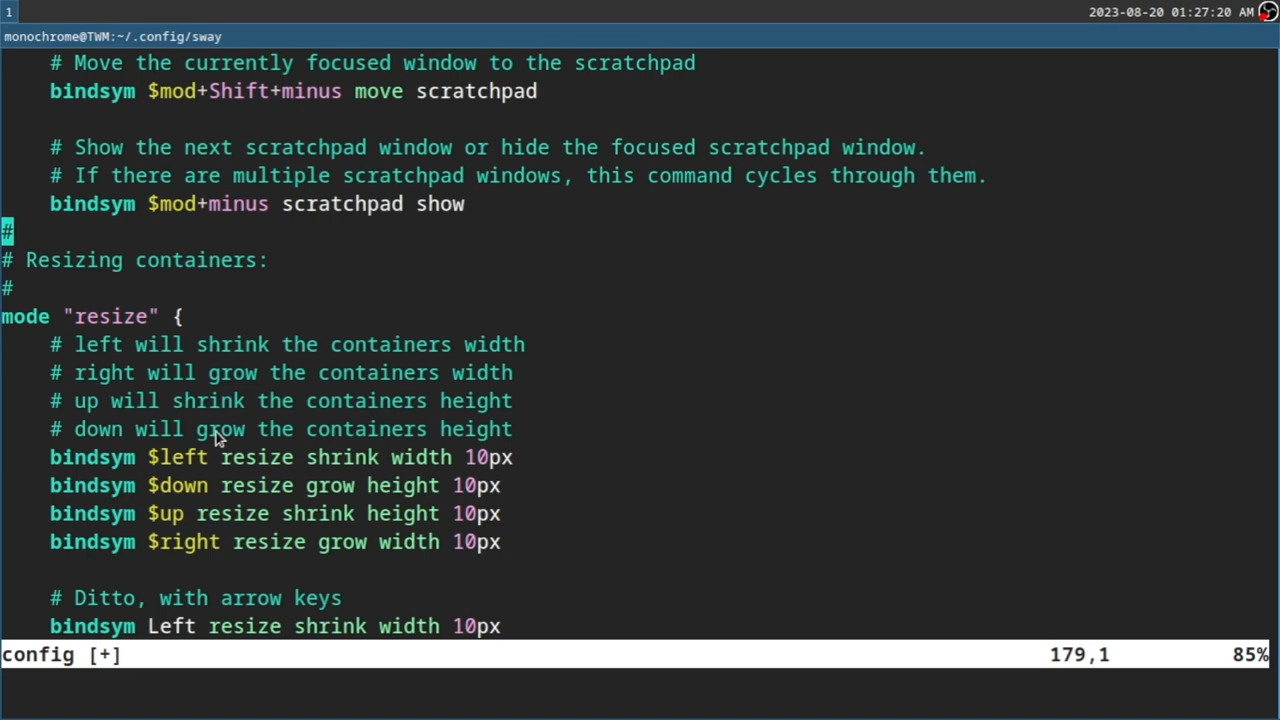 1
2023-08-20 01:27:20 AM
monochrome@TWM:~/.config/sway
# Move the currently focused window to the scratchpad
bindsym $mod+Shift+minus move scratchpad
# Show the next scratchpad window or hide the focused scratchpad window.
# If there are multiple scratchpad windows, this command cycles through them.
bindsym $mod+minus scratchpad show
#
# Resizing containers:
#
mode "resize" {
# left will shrink the containers width
# right will grow the containers width
# up will shrink the containers height
# down will grow the containers height
bindsym $left resize shrink width 10px
bindsym $down resize grow height 10px
bindsym $up resize shrink height 10px
bindsym $right resize grow width 10px
# Ditto, with arrow keys
bindsym Left resize shrink width 10px
config [+] 179,1 85%